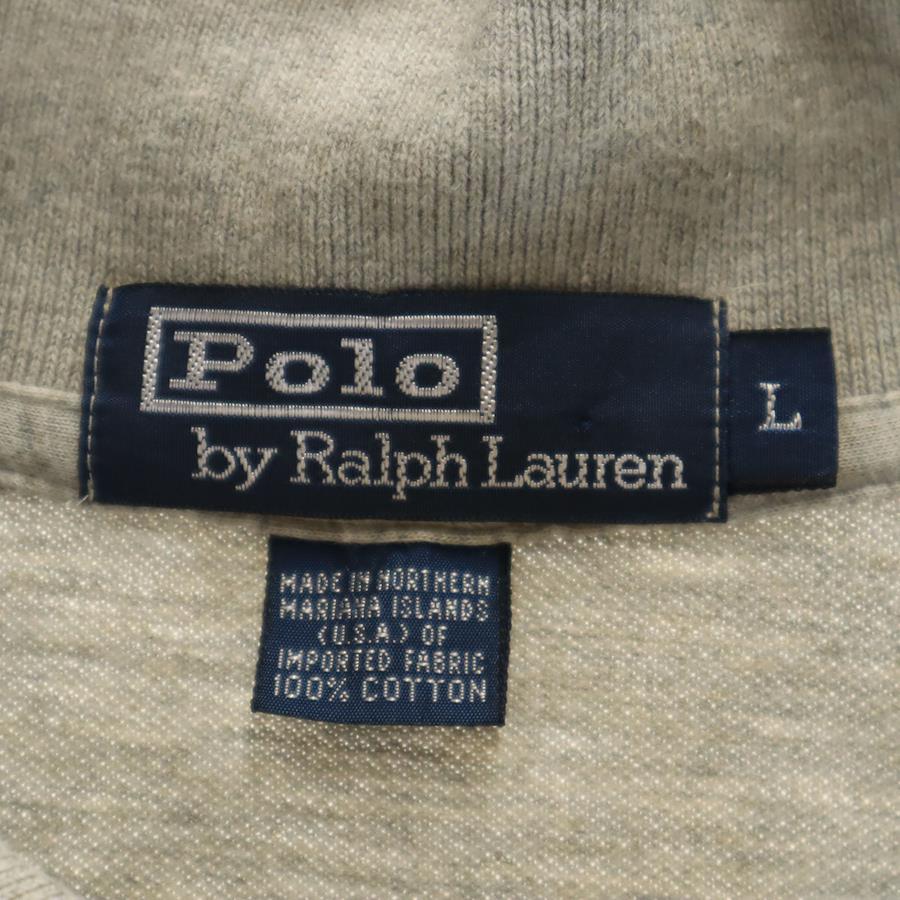 Polo
by Ralph Lauren
L
MADE IN NORTHERN
MARIANA ISLANDS
(U.S.A.) OF
IMPORTED FABRIC
100% COTTON